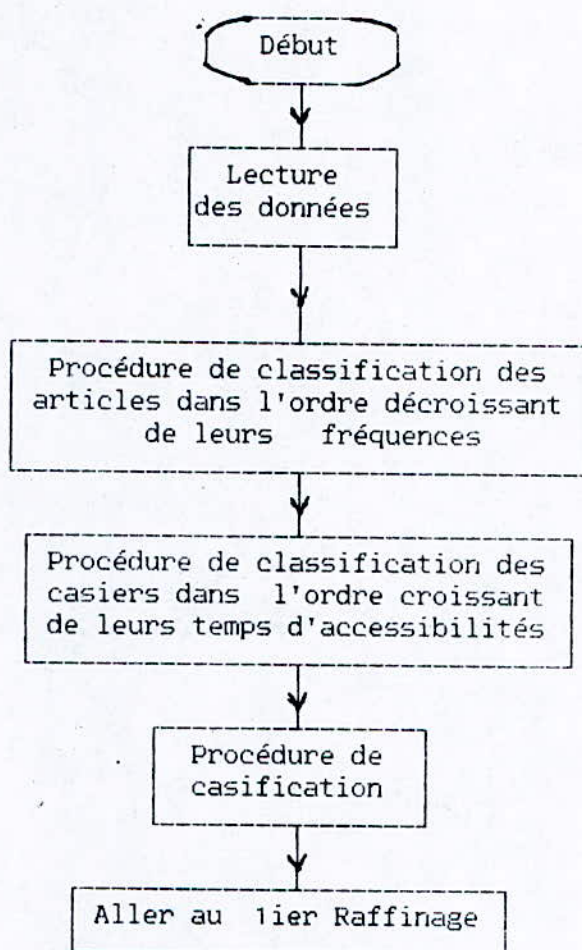 Début
Lecture
des données
Procédure de classification des
articles dans l'ordre décroissant
de leurs fréquences
Procédure de classification des
casiers dans l'ordre croissant
de leurs temps d'accessibilités
Procédure de
casification
Aller au 1ier Raffinage